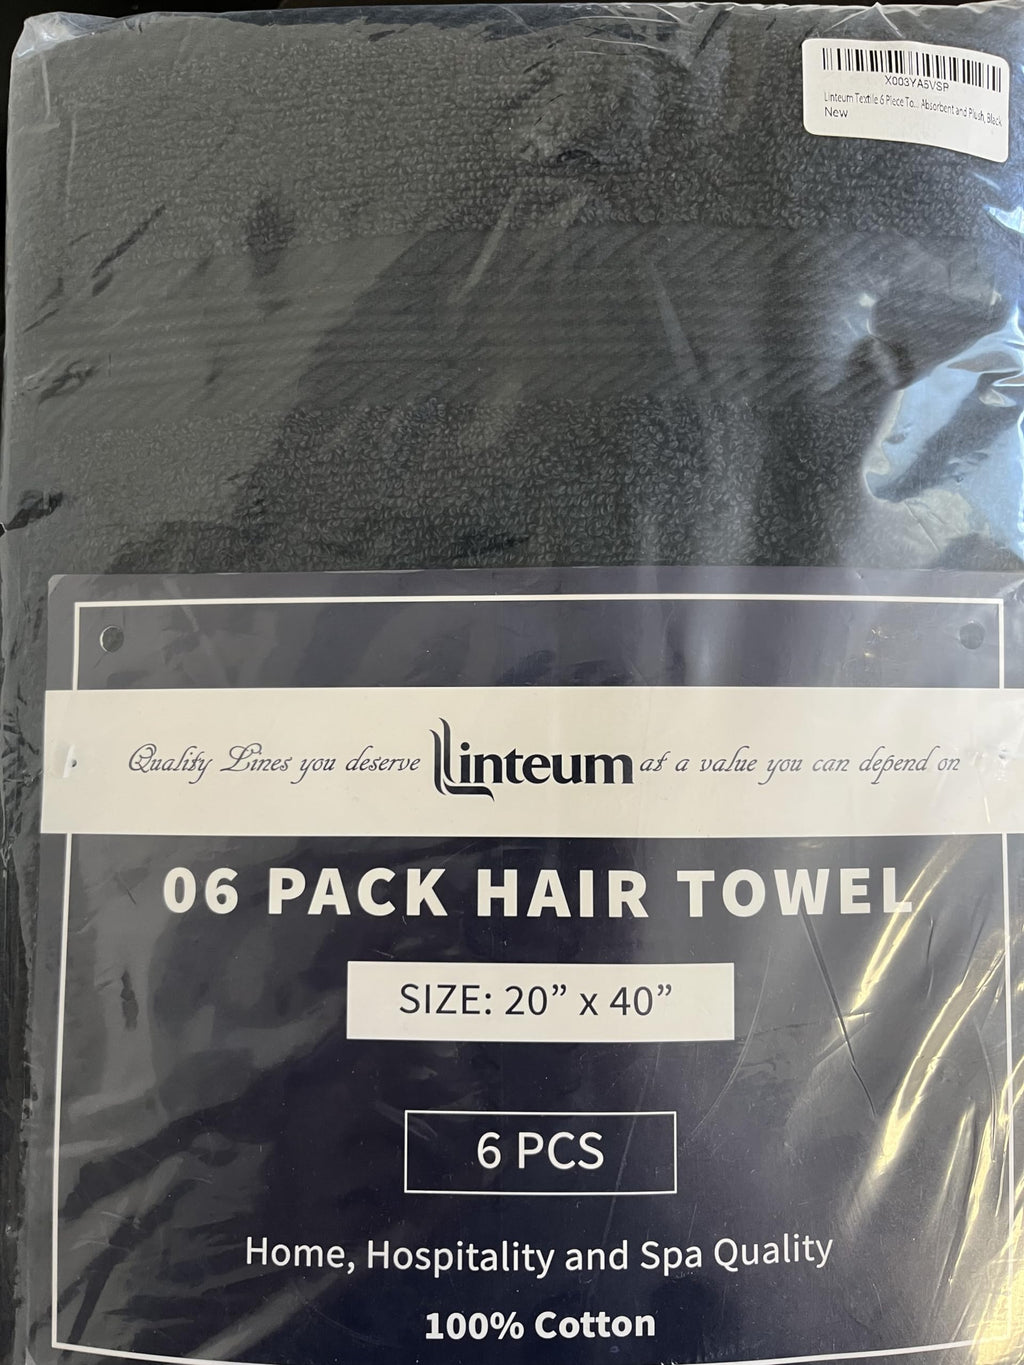 X003YA5VSP
Linteum Textile 6 Piece To... Absorbent and Plush, Black
New
Quality Lines you deserve Linteum at a value you can depend on
06 PACK HAIR TOWEL
SIZE: 20” x 40”
6 PCS
Home, Hospitality and Spa Quality
100% Cotton